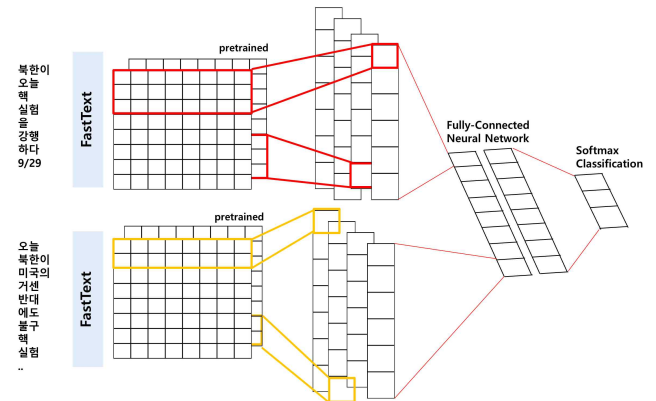 북한이
오늘
핵
실험
을
강행
하다
9/29
FastText
pretrained
Fully-Connected
Neural Network
Softmax
Classification
오늘
북한이
미국의
거센
반대
에도
불구
핵
실험
..
FastText
pretrained